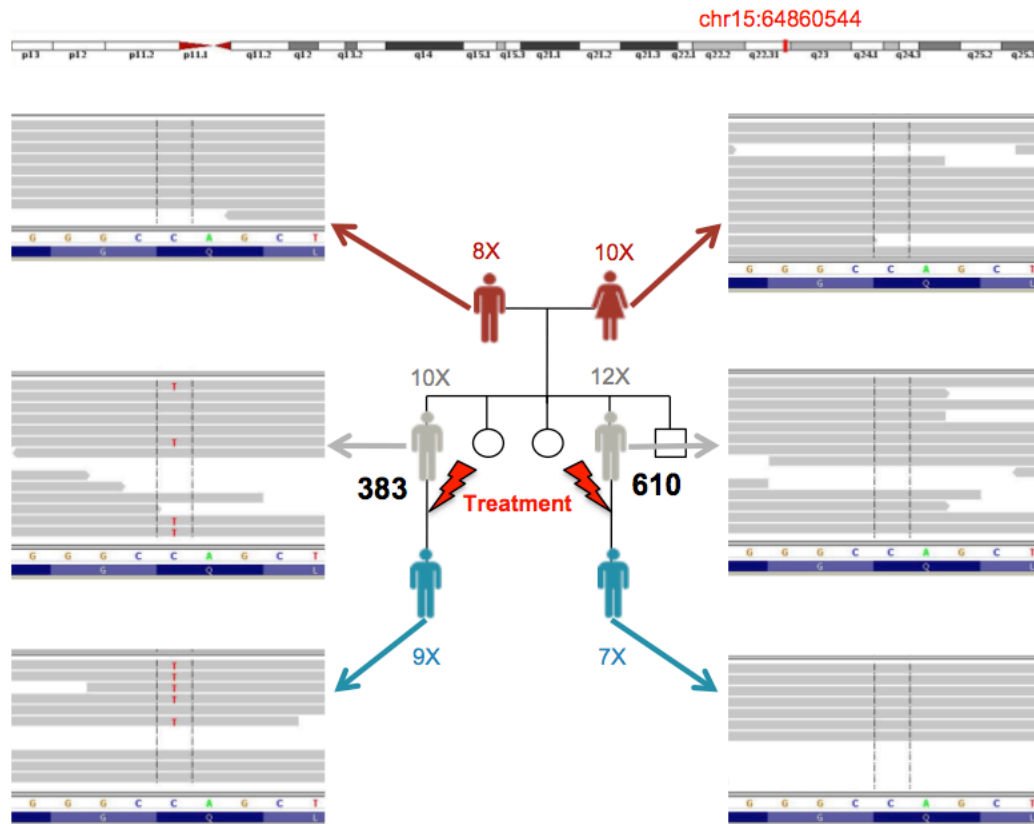 chr15:64860544
p13 p12 p11.2 p11.1 q11.2 q12 q13.2 q14 q15.1 q15.3 q21.1 q21.2 q21.3 q22.1 q22.2 q22.31 q23 q24.1 q24.3 q25.2
G G G C C A G C T
G Q L
G G G C C A G C T
G Q L
8X 10X
10X 12X
T
T
T
T
383 610
Treatment
G G G C C A G C T
G Q L
G G G C C A G C T
G Q L
9X 7X
T
T
T
T
T
G G G C C A G C T
G Q L
G G G C C A G C T
G Q L